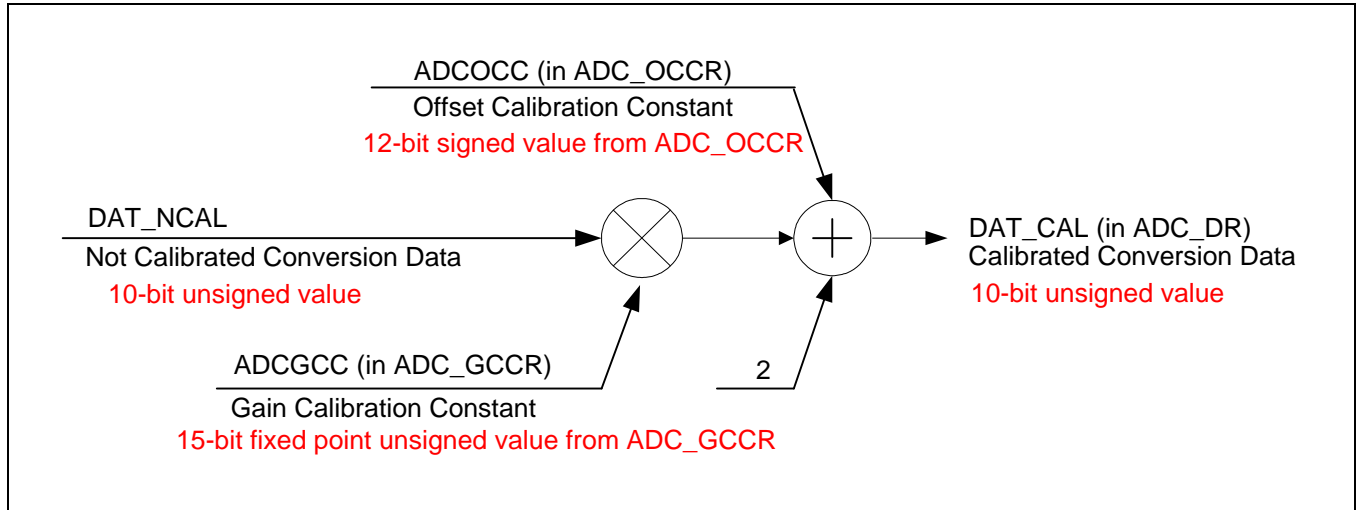 ADCOCC (in ADC_OCCR)
Offset Calibration Constant
12-bit signed value from ADC_OCCR
DAT_NCAL
Not Calibrated Conversion Data
10-bit unsigned value
DAT_CAL (in ADC_DR)
Calibrated Conversion Data
10-bit unsigned value
ADCGCC (in ADC_GCCR)
Gain Calibration Constant
15-bit fixed point unsigned value from ADC_GCCR
2